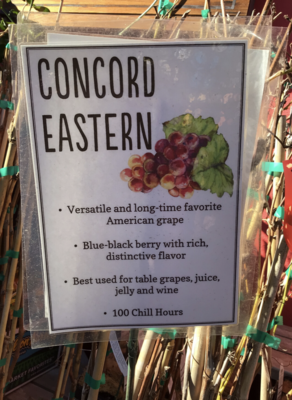 CONCORD
EASTERN
• Versatile and long-time favorite
American grape
• Blue-black berry with rich,
distinctive flavor
• Best used for table grapes, juice,
jelly and wine
• 100 Chill Hours